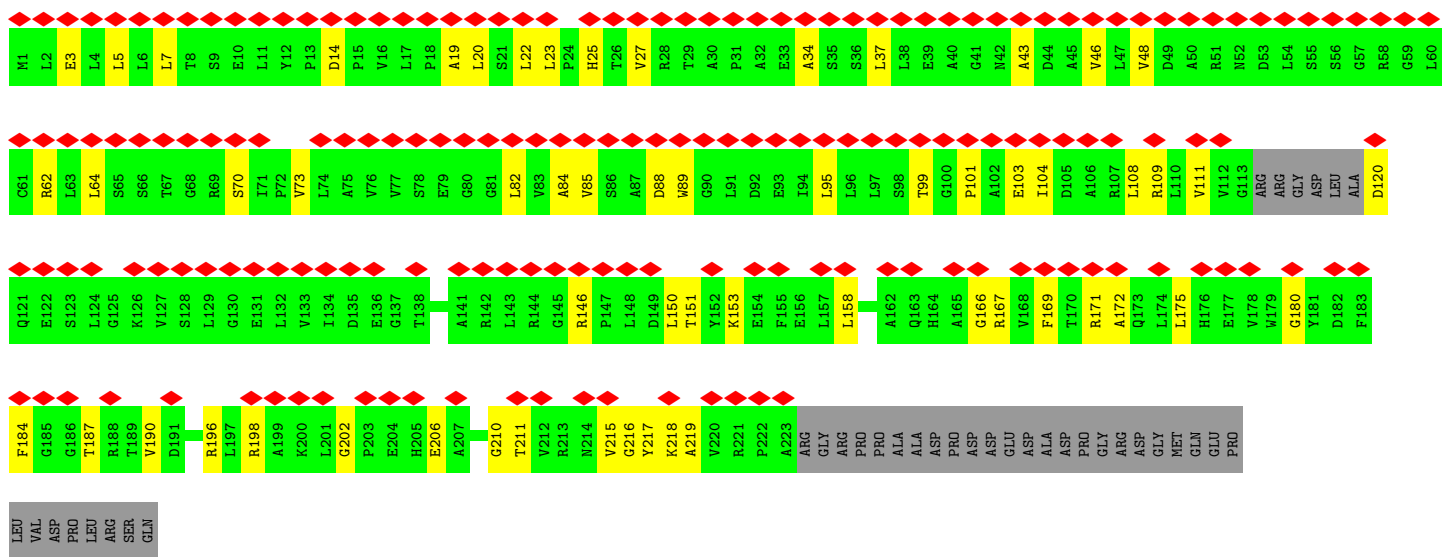 M1 L2 E3 L4 L5 L6 L7 T8 S9 E10 L11 Y12 P13 D14 P15 V16 L17 P18 A19 L20 S21 L22 L23 P24 H25 T26 V27 R28 T29 A30 P31 A32 E33 A34 S35 S36 L37 L38 E39 A40 G41 N42 A43 D44 A45 V46 L47 V48 D49 A50 R51 N52 D53 L54 S55 S56 G57 R58 G59 L60
C61 R62 L63 L64 S65 S66 T67 G68 R69 S70 I71 P72 V73 L74 A75 V76 V77 S78 E79 G80 G81 L82 V83 A84 V85 S86 A87 D88 W89 G90 L91 D92 E93 I94 L95 L96 L97 S98 T99 G100 P101 A102 E103 I104 D105 A106 R107 L108 R109 L110 V111 V112 G113 ARG ARG GLY ASP LEU ALA D120
Q121 E122 S123 L124 G125 K126 V127 S128 L129 G130 E131 L132 V133 I134 D135 E136 G137 T138 A141 R142 L143 R144 G145 R146 P147 L148 D149 L150 T151 Y152 K153 E154 F155 E156 L157 L158 A162 Q163 H164 A165 G166 R167 V168 F169 T170 R171 A172 Q173 L174 L175 H176 E177 V178 W179 G180 Y181 D182 F183
F184 G185 G186 T187 R188 T189 V190 D191 R196 L197 R198 A199 K200 L201 G202 P203 E204 H205 E206 A207 G210 T211 V212 R213 N214 V215 G216 Y217 K218 A219 V220 R221 P222 A223 ARG GLY ARG PRO PRO ALA ALA ASP PRO ASP ASP GLU ASP ALA ASP PRO GLY ARG ASP GLY MET GLN GLU PRO
LEU VAL ASP PRO LEU ARG SER GLN